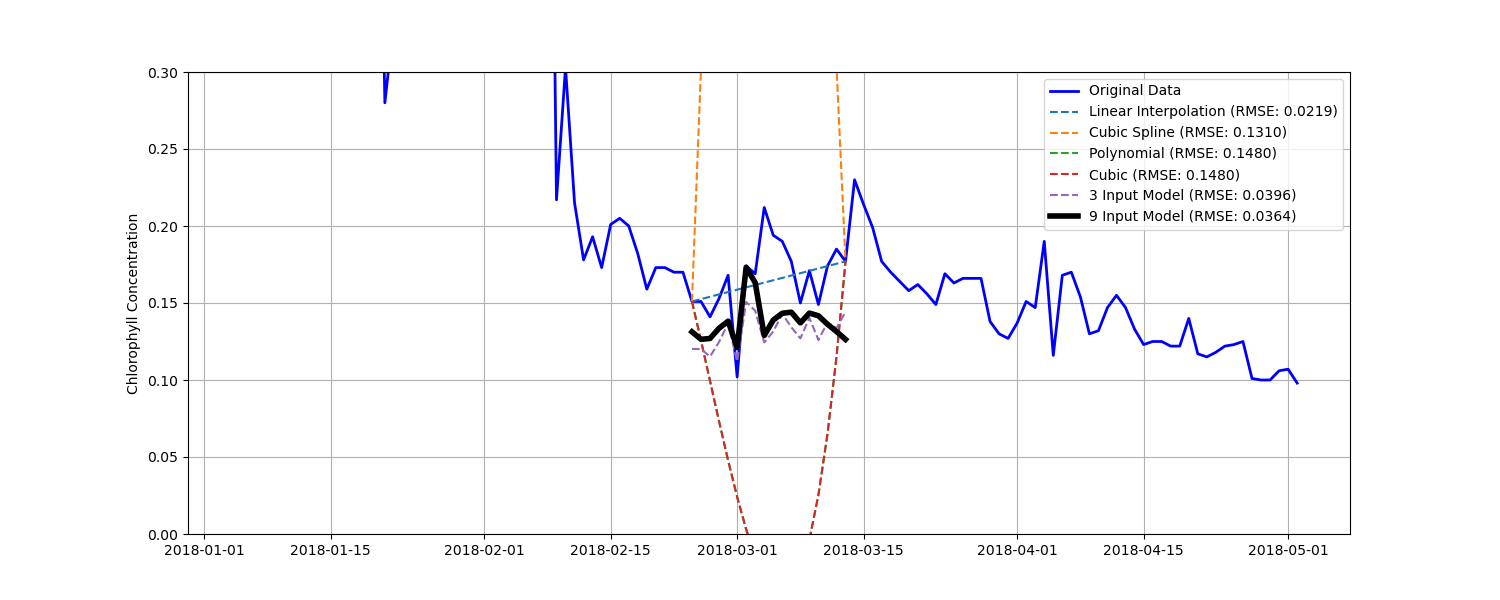 0.30
0.25
0.20
0.15
0.10
0.05
0.00
Chlorophyll Concentration
Original Data
Linear Interpolation (RMSE: 0.0219)
Cubic Spline (RMSE: 0.1310)
Polynomial (RMSE: 0.1480)
Cubic (RMSE: 0.1480)
3 Input Model (RMSE: 0.0396)
9 Input Model (RMSE: 0.0364)
2018-01-01 2018-01-15 2018-02-01 2018-02-15 2018-03-01 2018-03-15 2018-04-01 2018-04-15 2018-05-01